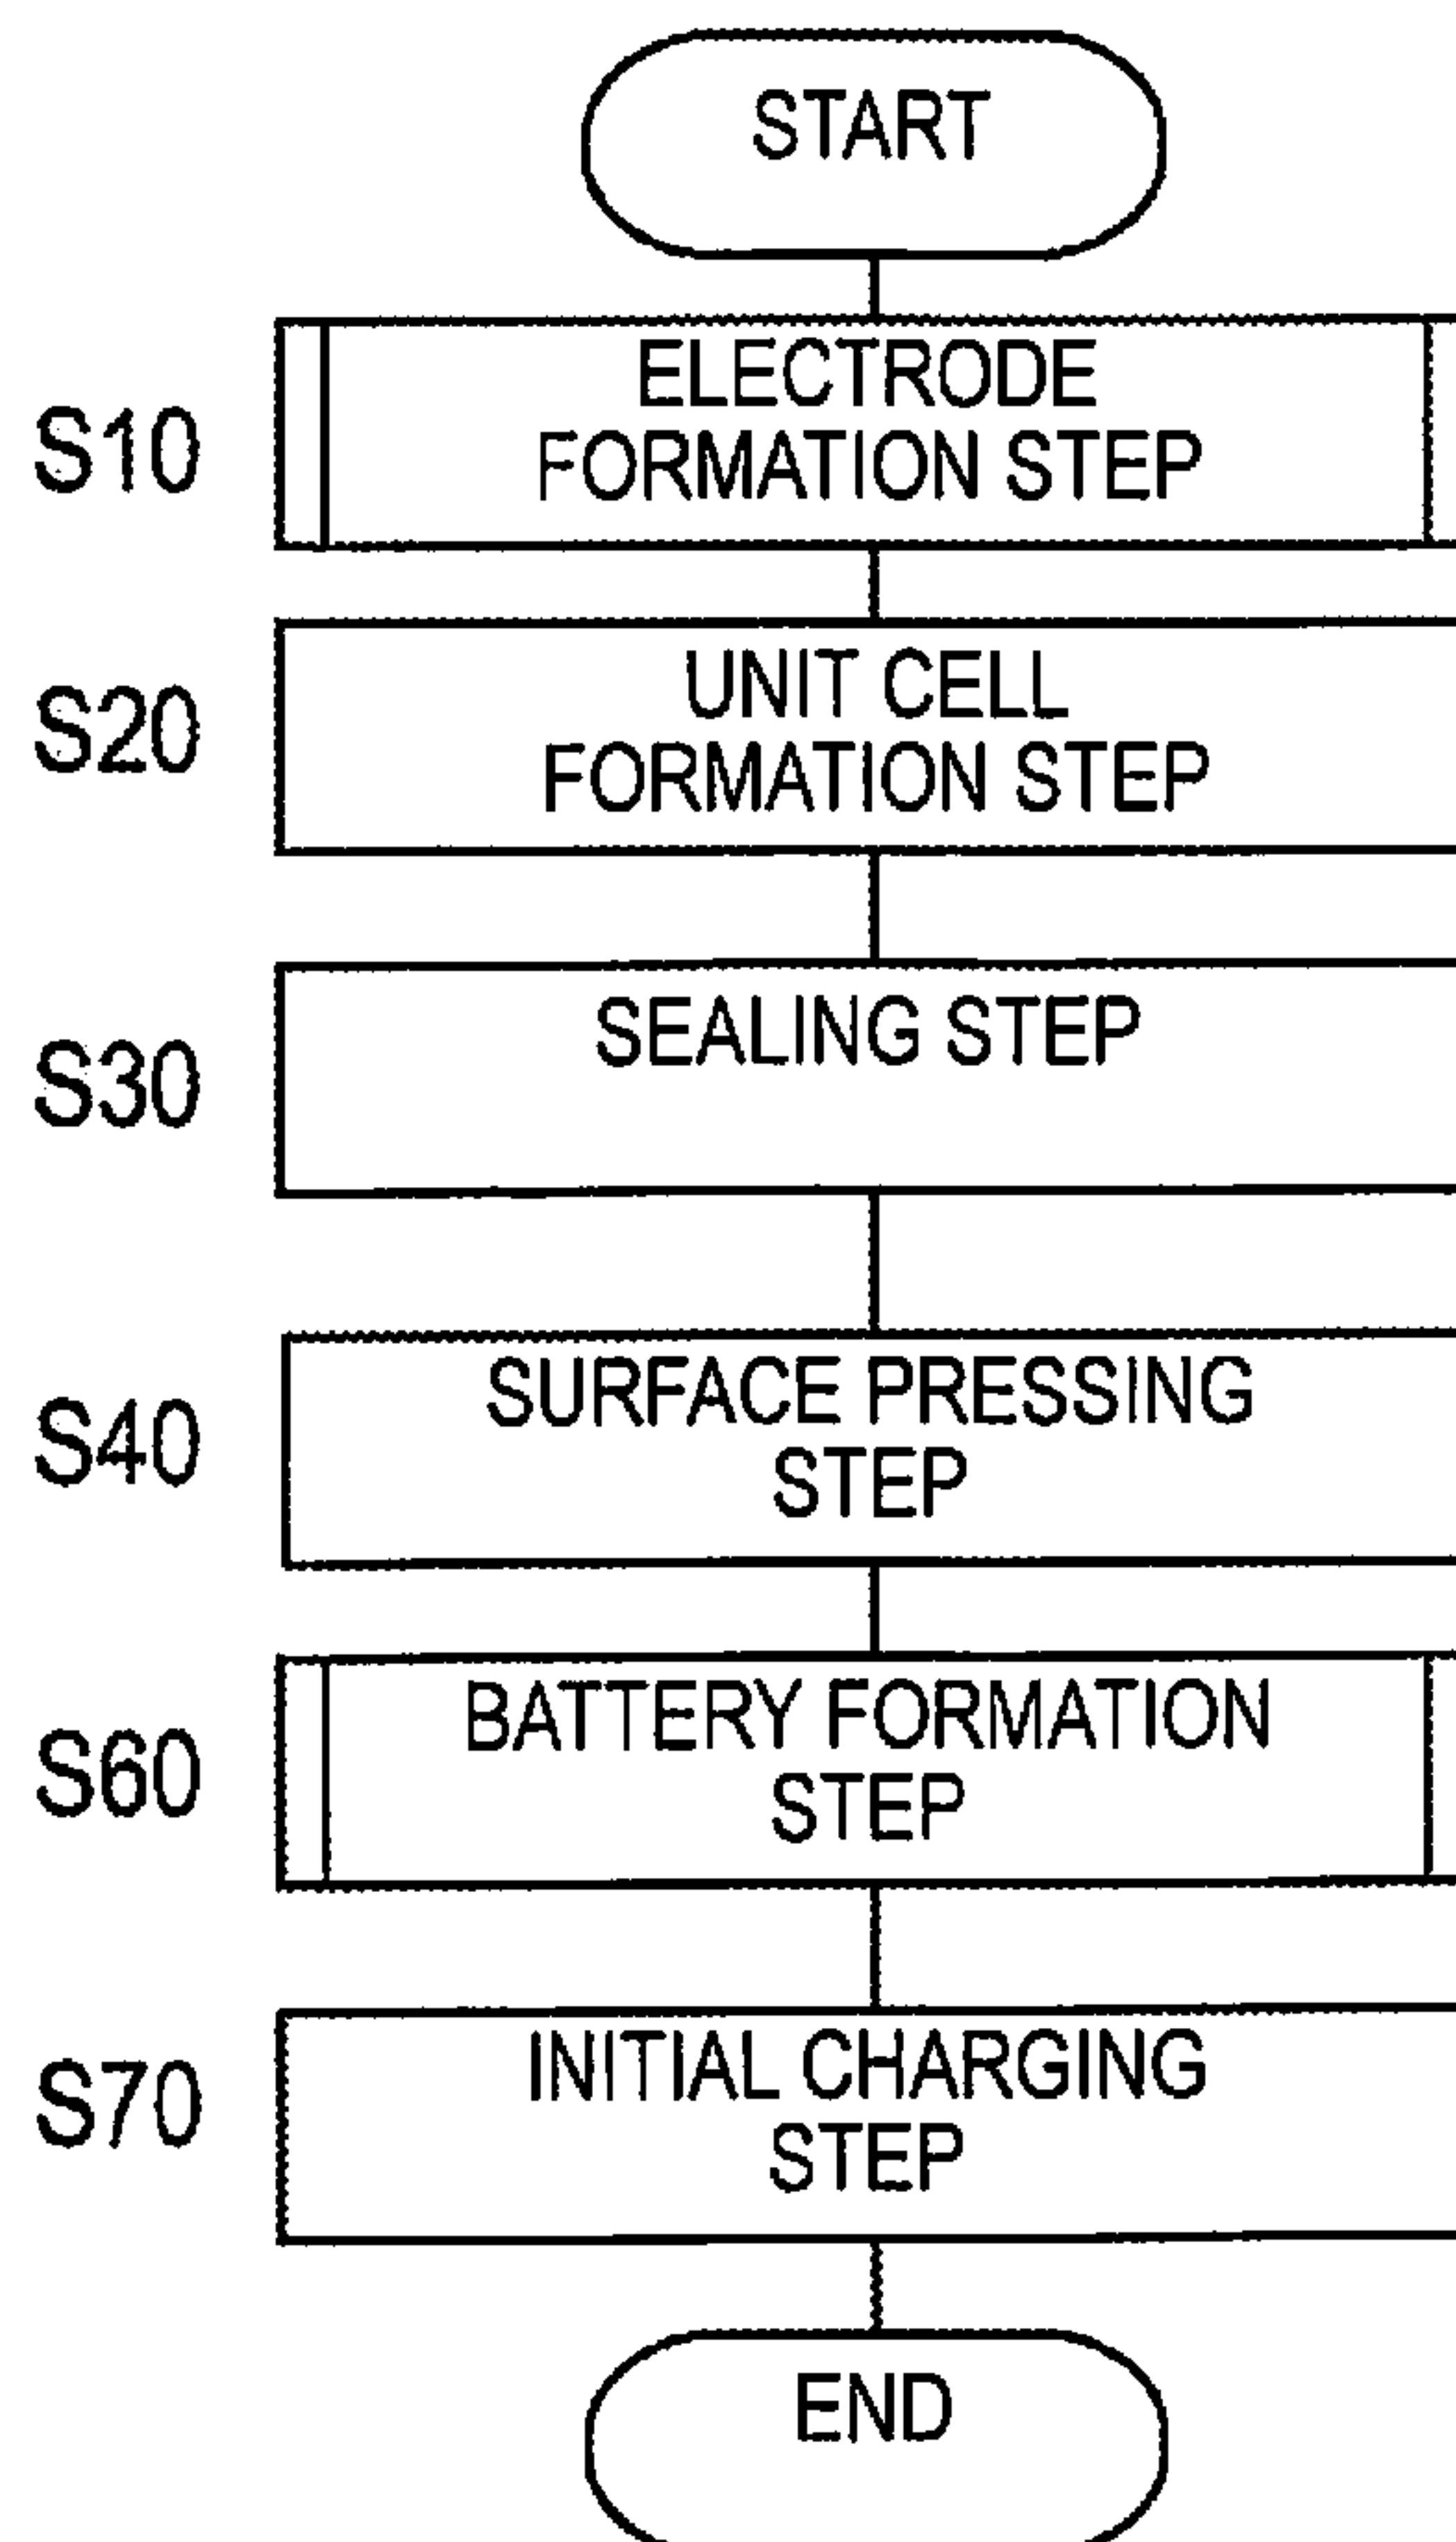 START
S10
ELECTRODE
FORMATION STEP
S20
UNIT CELL
FORMATION STEP
S30
SEALING STEP
S40
SURFACE PRESSING
STEP
S60
BATTERY FORMATION
STEP
S70
INITIAL CHARGING
STEP
END